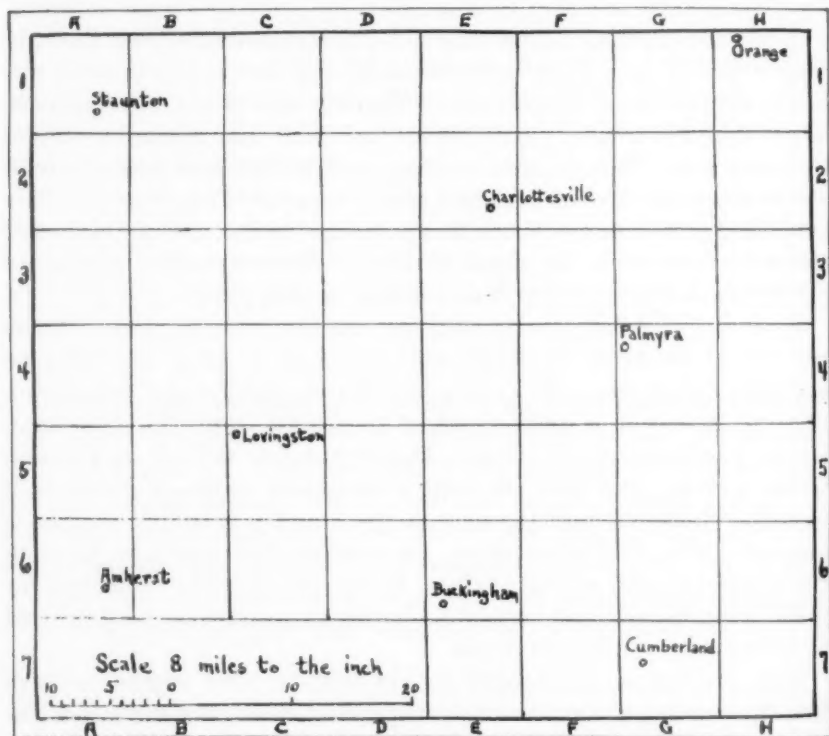 A B C D E F G H
Orange
1 1
Staunton
2 2
Charlottesville
3 3
Palmyra
4 4
Lovingston
5 5
6 6
Amherst
Buckingham
Cumberland
Scale 8 miles to the inch
7 7
10 5 0 10 20
A B C D E F G H